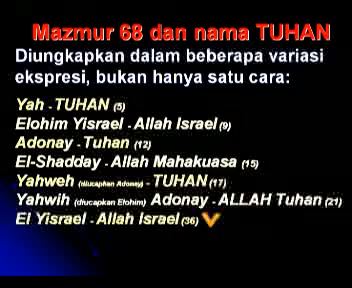 Mazmur 68 dan nama TUHAN
Diungkapkan dalam beberapa variasi
ekspresi, bukan hanya satu cara:
Yah - TUHAN (5)
Elohim Yisrael - Allah Israel (9)
Adonay - Tuhan (12)
El-Shadday - Allah Mahakuasa (15)
Yahweh (diucapkan Adonay) - TUHAN (17)
Yahwih (diucapkan Elohim) Adonay - ALLAH Tuhan (21)
El Yisrael - Allah Israel (36)